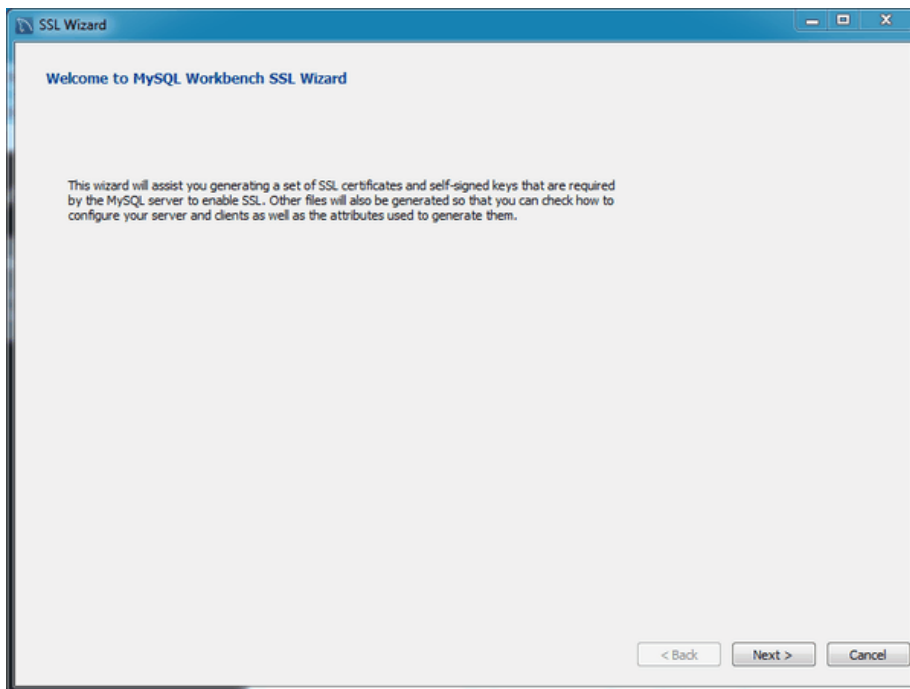 SSL Wizard
Welcome to MySQL Workbench SSL Wizard
This wizard will assist you generating a set of SSL certificates and self-signed keys that are required
by the MySQL server to enable SSL. Other files will also be generated so that you can check how to
configure your server and clients as well as the attributes used to generate them.
< Back Next > Cancel